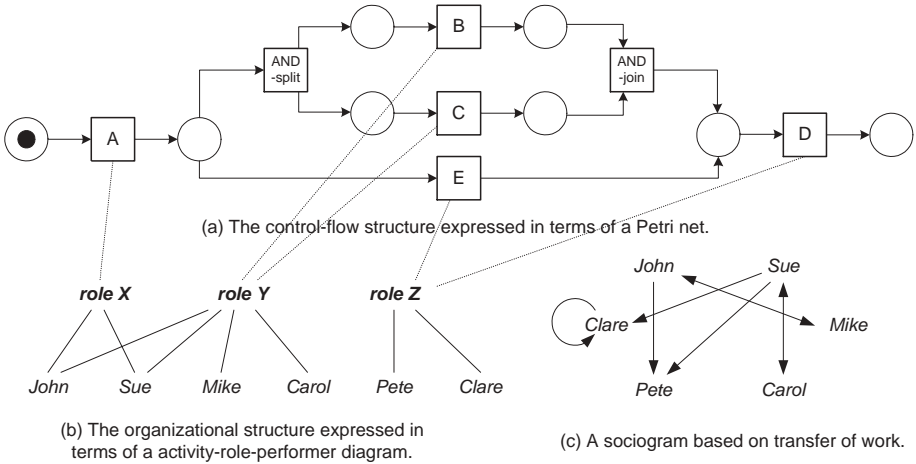 B
AND
-split
AND
-join
C
A
D
E
(a) The control-flow structure expressed in terms of a Petri net.
John
Sue
role X
role Y
role Z
Clare
Mike
John
Sue
Mike
Carol
Pete
Clare
Pete
Carol
(b) The organizational structure expressed in
terms of a activity-role-performer diagram.
(c) A sociogram based on transfer of work.